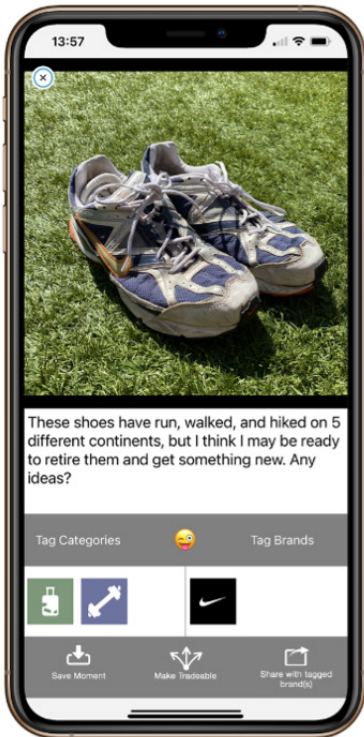 13:57
These shoes have run, walked, and hiked on 5
different continents, but I think I may be ready
to retire them and get something new. Any
ideas?
Tag Categories
Tag Brands
Save Moment
Make Tradeable
Share with tagged
brand(s)